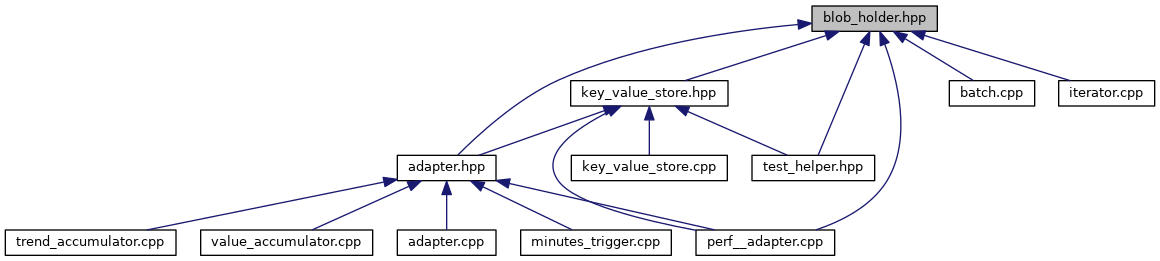 blob_holder.hpp
key_value_store.hpp
batch.cpp
iterator.cpp
adapter.hpp
key_value_store.cpp
test_helper.hpp
trend_accumulator.cpp
value_accumulator.cpp
adapter.cpp
minutes_trigger.cpp
perf__adapter.cpp